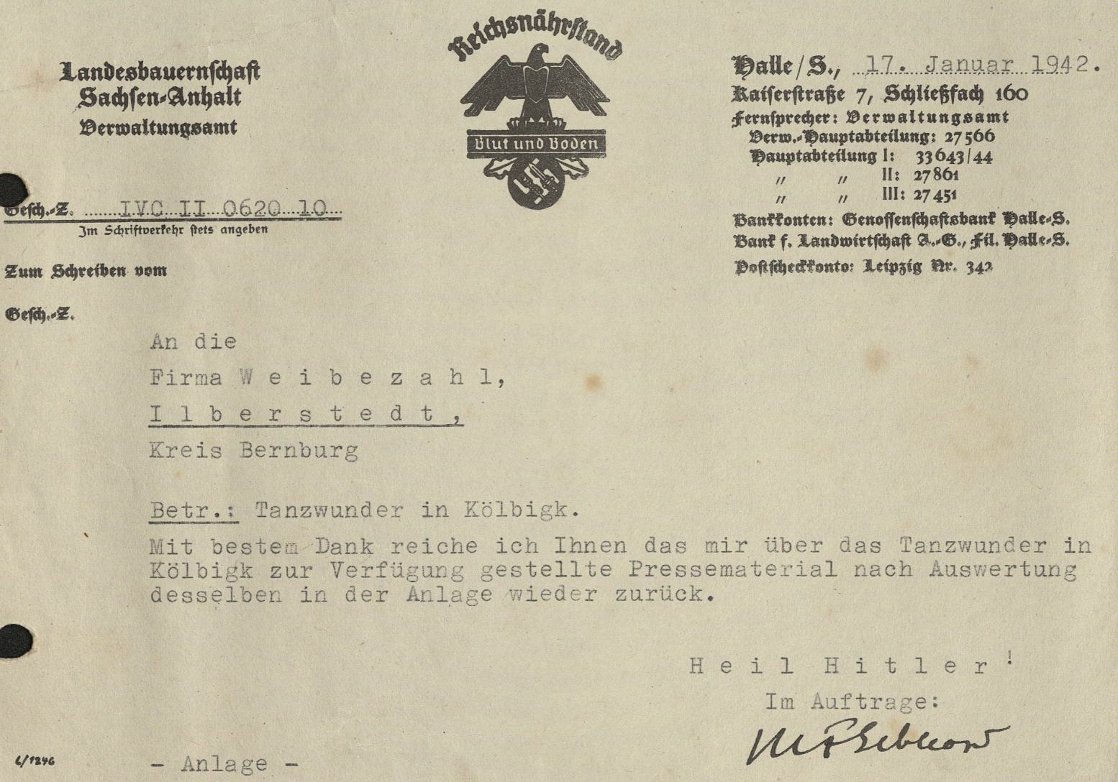 Landesbauernschaft
Sachsen-Anhalt
Verwaltungsamt
Reichsnährstand
Blut und Boden
Halle/S., 17. Januar 1942.
Kaiserstraße 7, Schließfach 160
Fernsprecher: Verwaltungsamt
Verw.-Hauptabteilung: 27566
Hauptabteilung I: 33643/44
" " II: 27861
" " III: 27451
Bankkonten: Genossenschaftsbank Halle-S.
Bank f. Landwirtschaft A.-G., Fil. Halle-S.
Postscheckkonto: Leipzig Nr. 342
Gesch.-Z. IVC II 0620 10
Im Schriftverkehr stets angeben
Zum Schreiben vom
Gesch.-Z.
An die
Firma W e i b e z a h l,
I l b e r s t e d t,
Kreis Bernburg
Betr.: Tanzwunder in Kölbigk.
Mit bestem Dank reiche ich Ihnen das mir über das Tanzwunder in
Kölbigk zur Verfügung gestellte Pressematerial nach Auswertung
desselben in der Anlage wieder zurück.
H e i l H i t l e r !
Im Auftrage:
- Anlage -